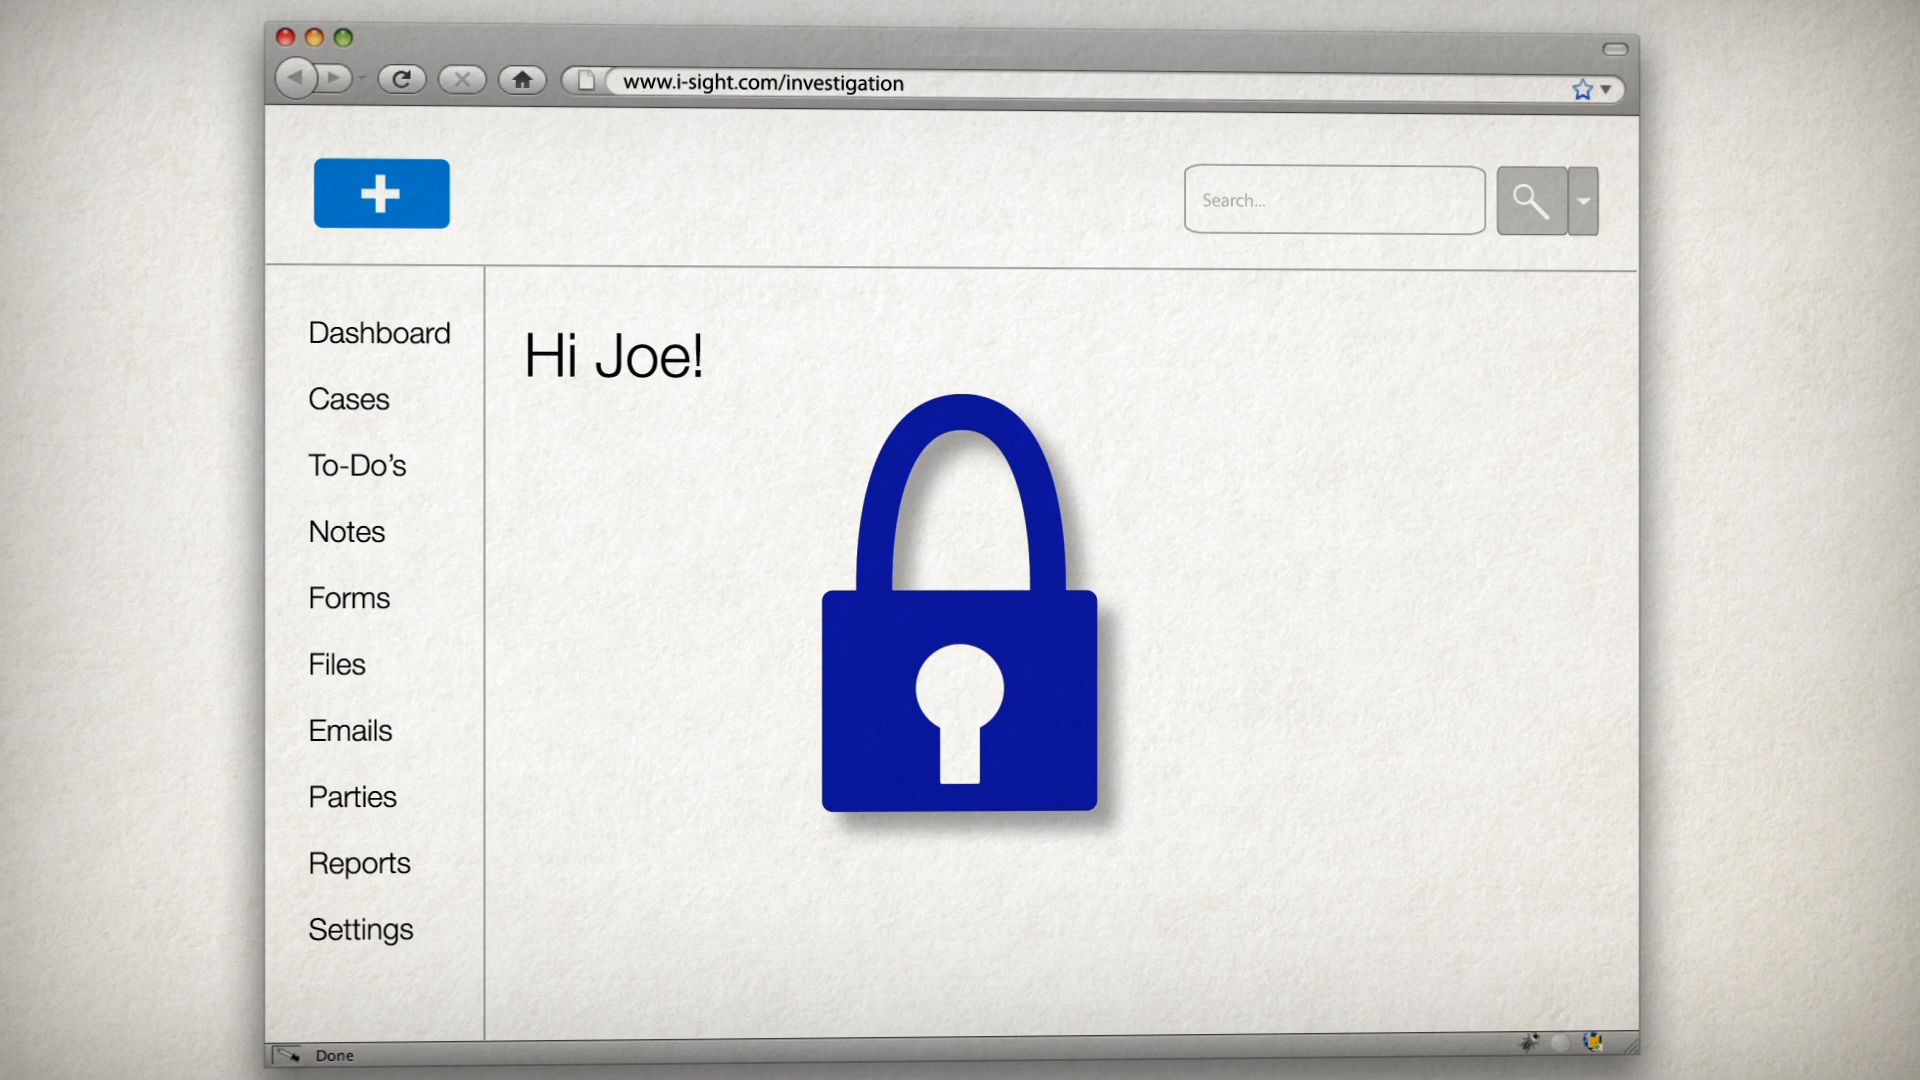 www.i-sight.com/investigation
Search...
Dashboard
Cases
To-Do’s
Notes
Forms
Files
Emails
Parties
Reports
Settings
Hi Joe!
Done